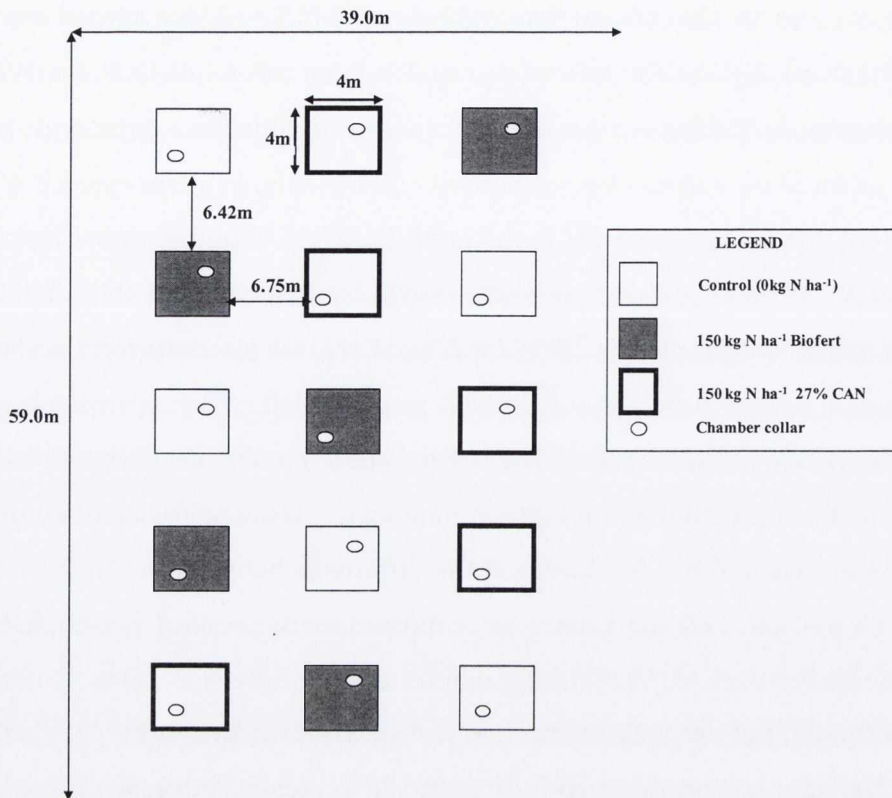 39.0m
4m
4m
6.42m
6.75m
59.0m
LEGEND
Control (0kg N ha⁻¹)
150 kg N ha⁻¹ Biofert
150 kg N ha⁻¹ 27% CAN
Chamber collar